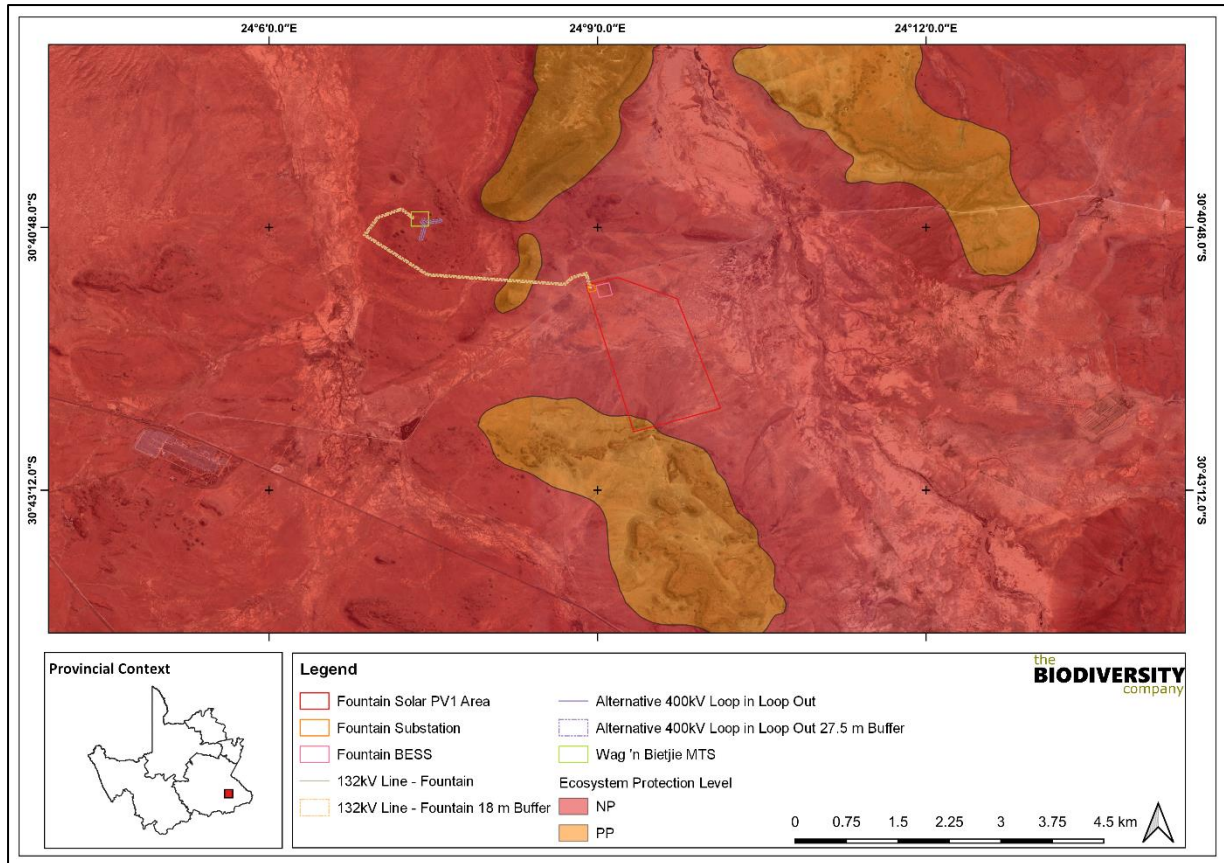 24°6'0.0"E
24°9'0.0"E
24°12'0.0"E
30°40'48.0"S
30°40'48.0"S
30°43'12.0"S
30°43'12.0"S
Provincial Context
Legend
Fountain Solar PV1 Area
Fountain Substation
Fountain BESS
132kV Line - Fountain
132kV Line - Fountain 18 m Buffer
Alternative 400kV Loop in Loop Out
Alternative 400kV Loop in Loop Out 27.5 m Buffer
Wag 'n Bietjie MTS
Ecosystem Protection Level
NP
PP
the
BIODIVERSITY
company
0 0.75 1.5 2.25 3 3.75 4.5 km